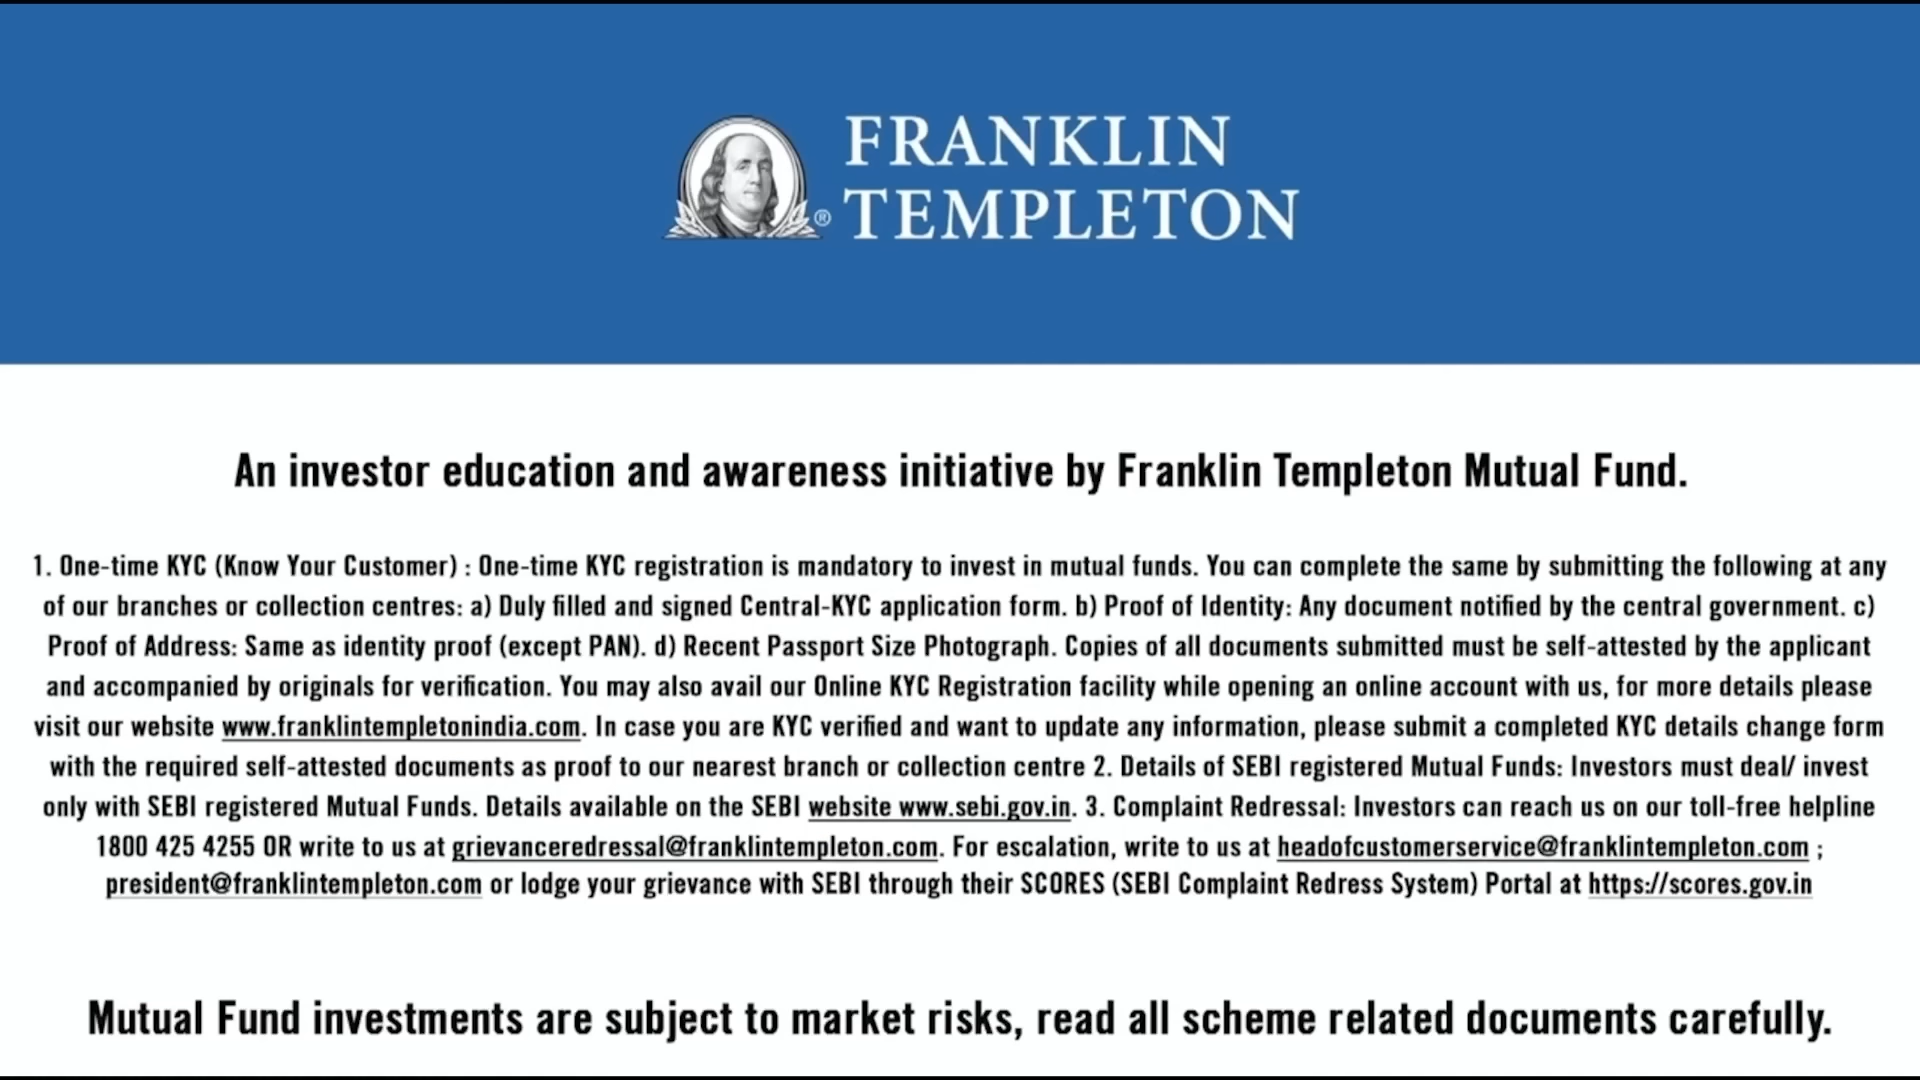 FRANKLIN
TEMPLETON
®
An investor education and awareness initiative by Franklin Templeton Mutual Fund.
1. One-time KYC (Know Your Customer) : One-time KYC registration is mandatory to invest in mutual funds. You can complete the same by submitting the following at any
of our branches or collection centres: a) Duly filled and signed Central-KYC application form. b) Proof of Identity: Any document notified by the central government. c)
Proof of Address: Same as identity proof (except PAN). d) Recent Passport Size Photograph. Copies of all documents submitted must be self-attested by the applicant
and accompanied by originals for verification. You may also avail our Online KYC Registration facility while opening an online account with us, for more details please
visit our website www.franklintempletonindia.com. In case you are KYC verified and want to update any information, please submit a completed KYC details change form
with the required self-attested documents as proof to our nearest branch or collection centre 2. Details of SEBI registered Mutual Funds: Investors must deal/ invest
only with SEBI registered Mutual Funds. Details available on the SEBI website www.sebi.gov.in. 3. Complaint Redressal: Investors can reach us on our toll-free helpline
1800 425 4255 OR write to us at grievanceredressal@franklintempleton.com. For escalation, write to us at headofcustomerservice@franklintempleton.com ;
president@franklintempleton.com or lodge your grievance with SEBI through their SCORES (SEBI Complaint Redress System) Portal at https://scores.gov.in
Mutual Fund investments are subject to market risks, read all scheme related documents carefully.